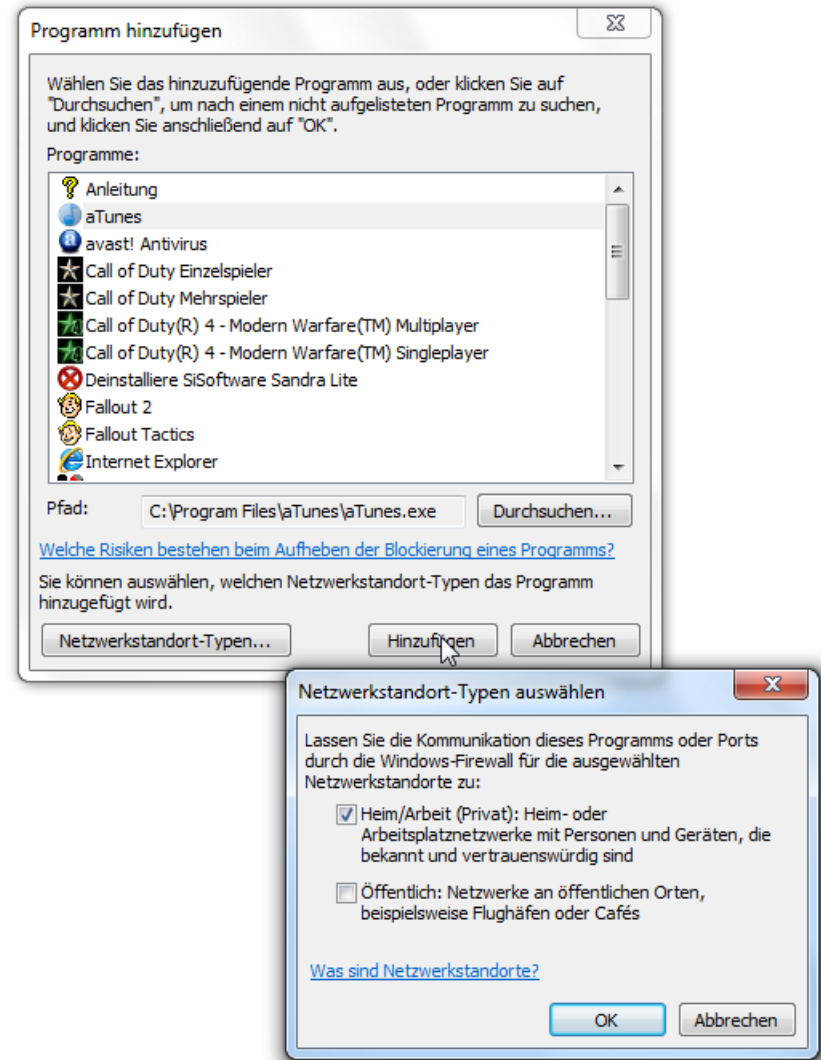 Programm hinzufügen
Wählen Sie das hinzuzufügende Programm aus, oder klicken Sie auf
"Durchsuchen", um nach einem nicht aufgelisteten Programm zu suchen,
und klicken Sie anschließend auf "OK".
Programme:
Anleitung
aTunes
avast! Antivirus
Call of Duty Einzelspieler
Call of Duty Mehrspieler
Call of Duty(R) 4 - Modern Warfare(TM) Multiplayer
Call of Duty(R) 4 - Modern Warfare(TM) Singleplayer
Deinstalliere SiSoftware Sandra Lite
Fallout 2
Fallout Tactics
Internet Explorer
Pfad: C:\Program Files\aTunes\aTunes.exe Durchsuchen...
Welche Risiken bestehen beim Aufheben der Blockierung eines Programms?
Sie können auswählen, welchen Netzwerkstandort-Typen das Programm
hinzugefügt wird.
Netzwerkstandort-Typen... Hinzufügen Abbrechen
Netzwerkstandort-Typen auswählen
Lassen Sie die Kommunikation dieses Programms oder Ports
durch die Windows-Firewall für die ausgewählten
Netzwerkstandorte zu:
Heim/Arbeit (Privat): Heim- oder
Arbeitsplatznetzwerke mit Personen und Geräten, die
bekannt und vertrauenswürdig sind
Öffentlich: Netzwerke an öffentlichen Orten,
beispielsweise Flughäfen oder Cafés
Was sind Netzwerkstandorte?
OK Abbrechen